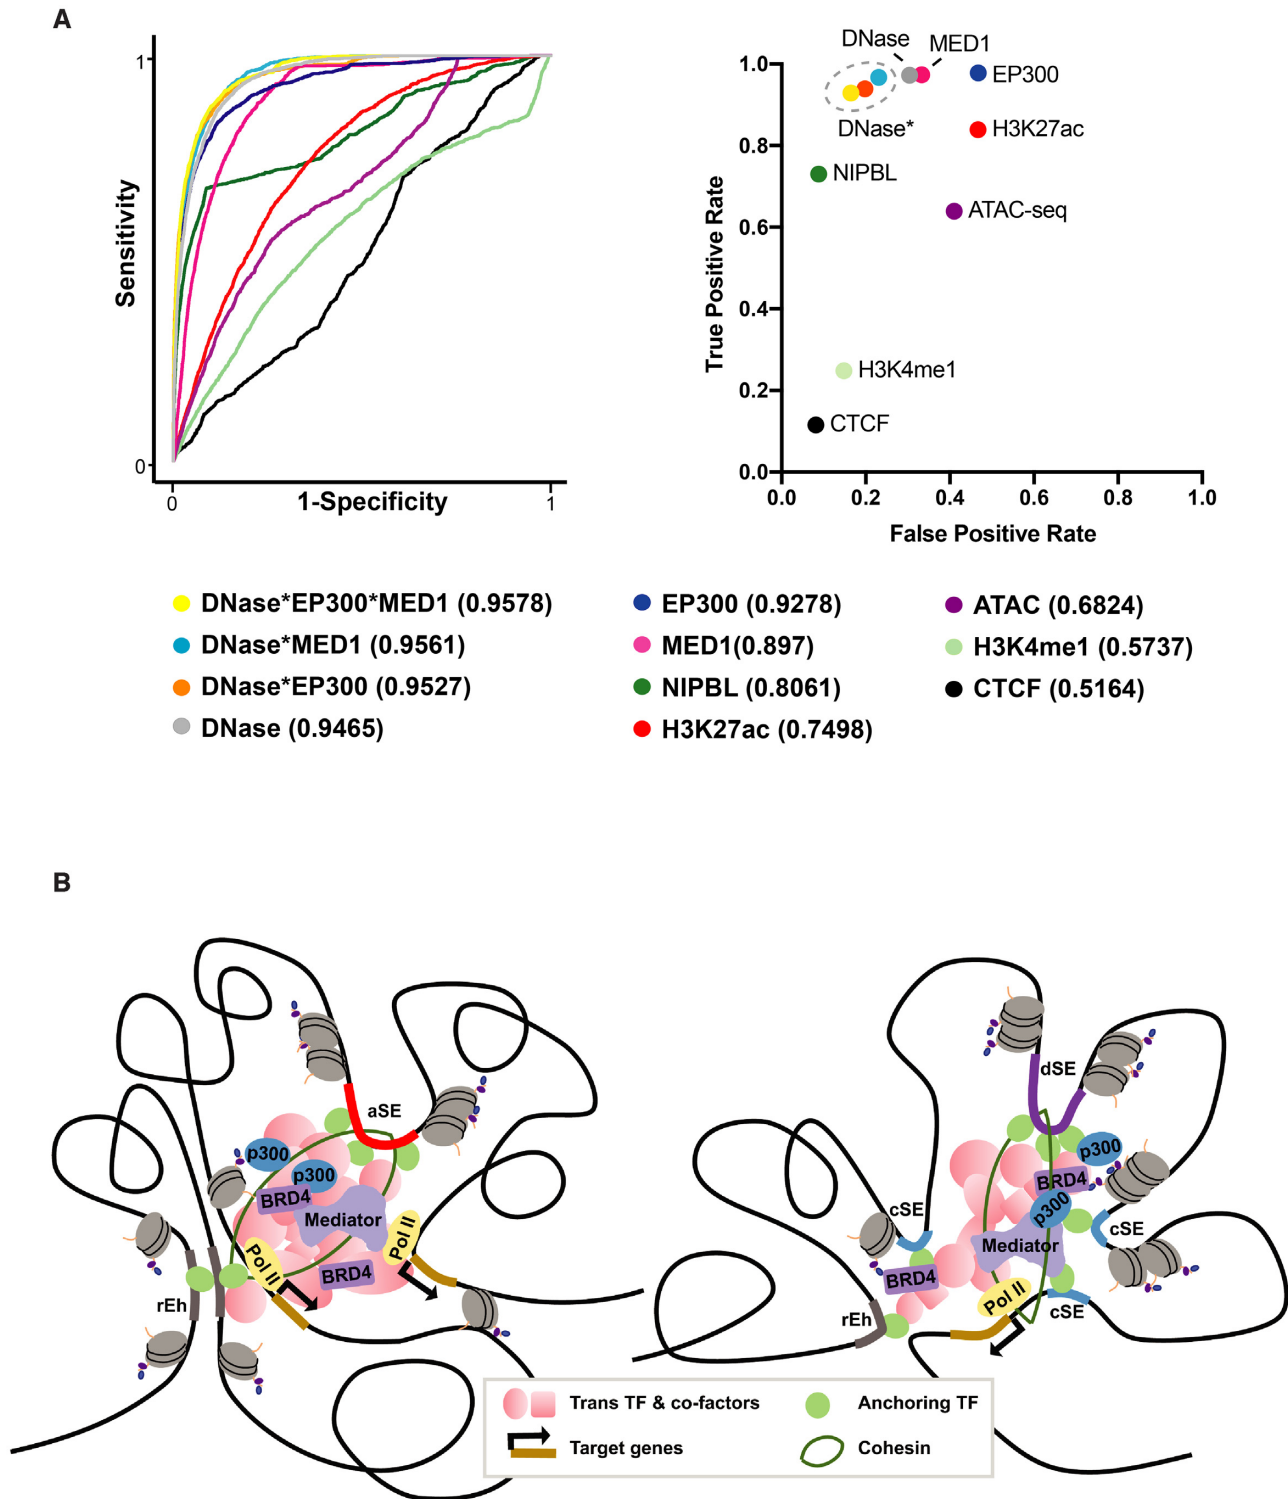 A
1
0
Sensitivity
0
1-Specificity
1
1.0
0.8
0.6
0.4
0.2
0.0
True Positive Rate
0.0
0.2
0.4
0.6
0.8
1.0
False Positive Rate
DNase
MED1
EP300
DNase*
H3K27ac
NIPBL
ATAC-seq
H3K4me1
CTCF
DNase*EP300*MED1 (0.9578)
DNase*MED1 (0.9561)
DNase*EP300 (0.9527)
DNase (0.9465)
EP300 (0.9278)
MED1(0.897)
NIPBL (0.8061)
H3K27ac (0.7498)
ATAC (0.6824)
H3K4me1 (0.5737)
CTCF (0.5164)
B
aSE
p300
p300
BRD4
Mediator
Pol II
Pol II
BRD4
rEh
dSE
p300
BRD4
p300
cSE
cSE
Mediator
BRD4
Pol II
cSE
rEh
Trans TF & co-factors
Anchoring TF
Target genes
Cohesin